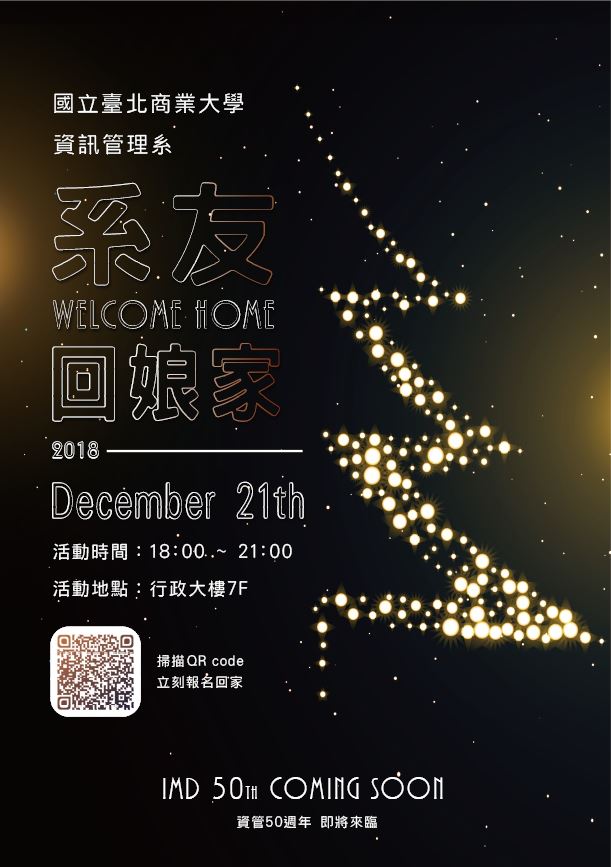 國立臺北商業大學
資訊管理系
系友
WELCOME HOME
回娘家
2018
December 21th
活動時間：18:00 ~ 21:00
活動地點：行政大樓7F
掃描QR code
立刻報名回家
IMD 50TH COMING SOON
資管50週年 即將來臨